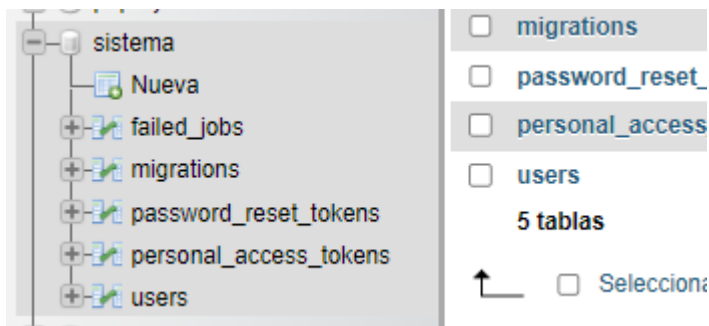 sistema
Nueva
failed_jobs
migrations
password_reset_tokens
personal_access_tokens
users
migrations
password_reset_
personal_access
users
5 tablas
Selecciona